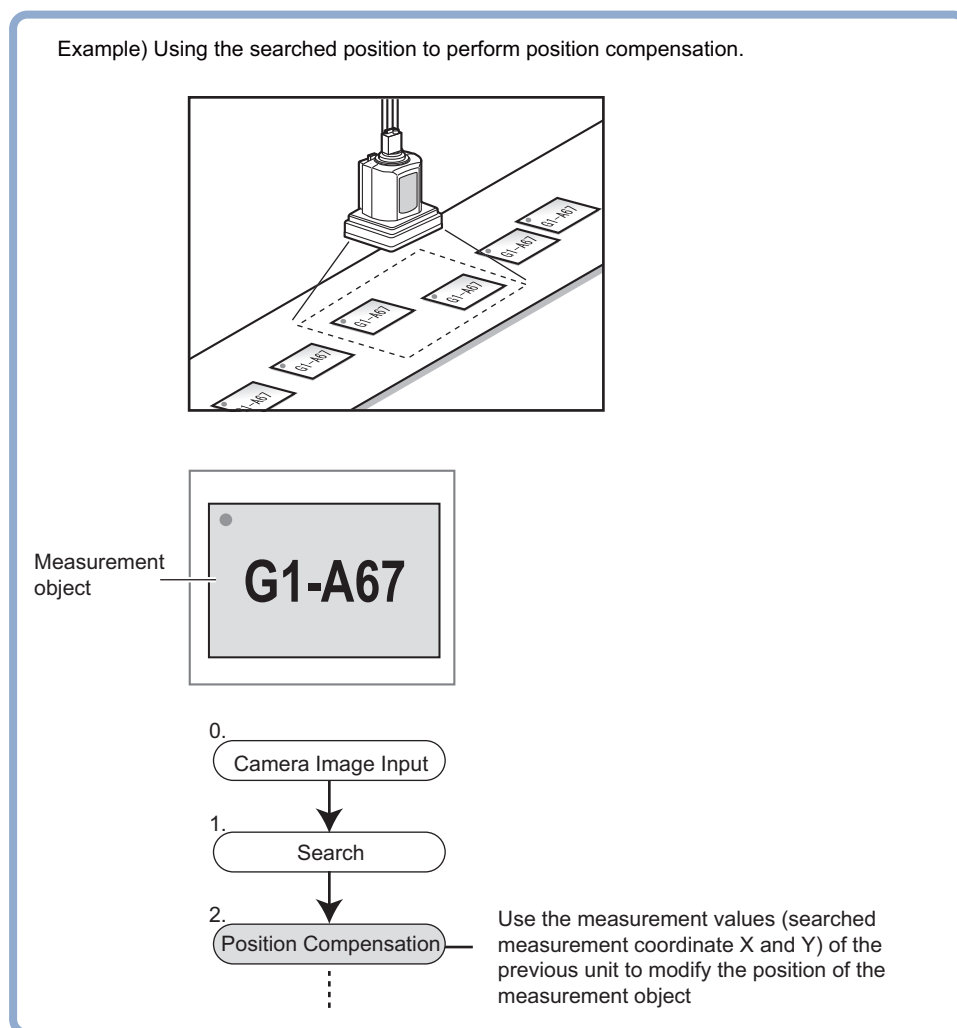 Example) Using the searched position to perform position compensation.
G1-A67
G1-A67
G1-A67
G1-A67
G1-A67
G1-A67
Measurement
object
G1-A67
0.
Camera Image Input
1.
Search
2.
Position Compensation
Use the measurement values (searched
measurement coordinate X and Y) of the
previous unit to modify the position of the
measurement object